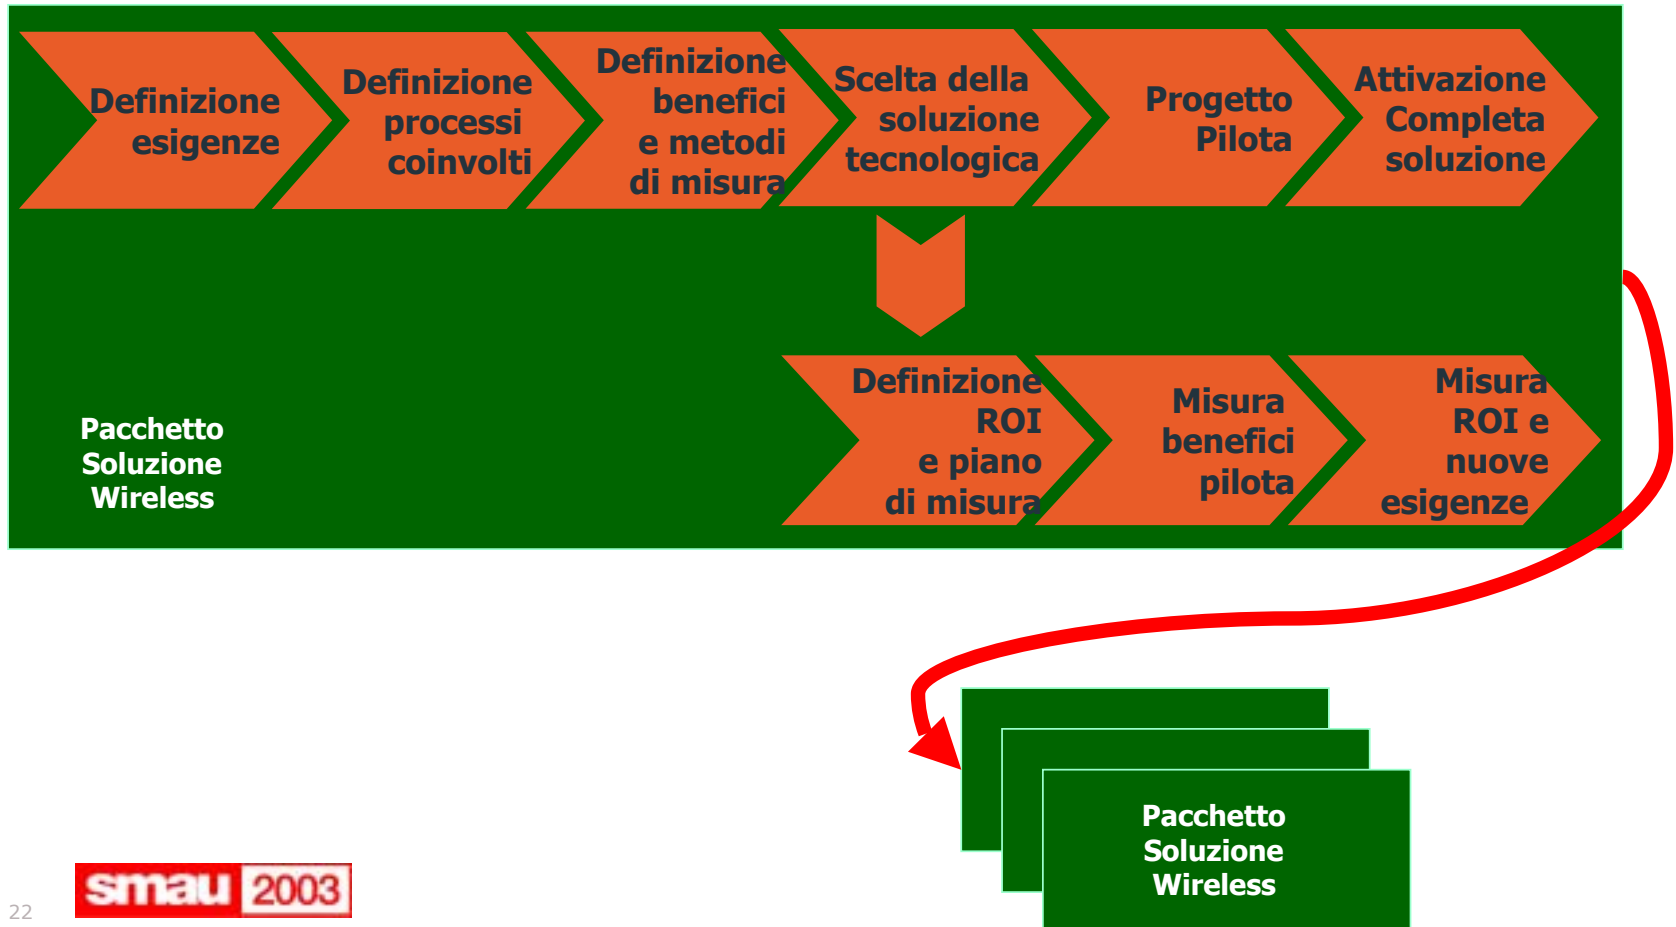 Definizione
esigenze
Definizione
processi
coinvolti
Definizione
benefici
e metodi
di misura
Scelta della
soluzione
tecnologica
Progetto
Pilota
Attivazione
Completa
soluzione
Definizione
ROI
e piano
di misura
Misura
benefici
pilota
Misura
ROI e
nuove
esigenze
Pacchetto
Soluzione
Wireless
Pacchetto
Soluzione
Wireless
smau 2003
22